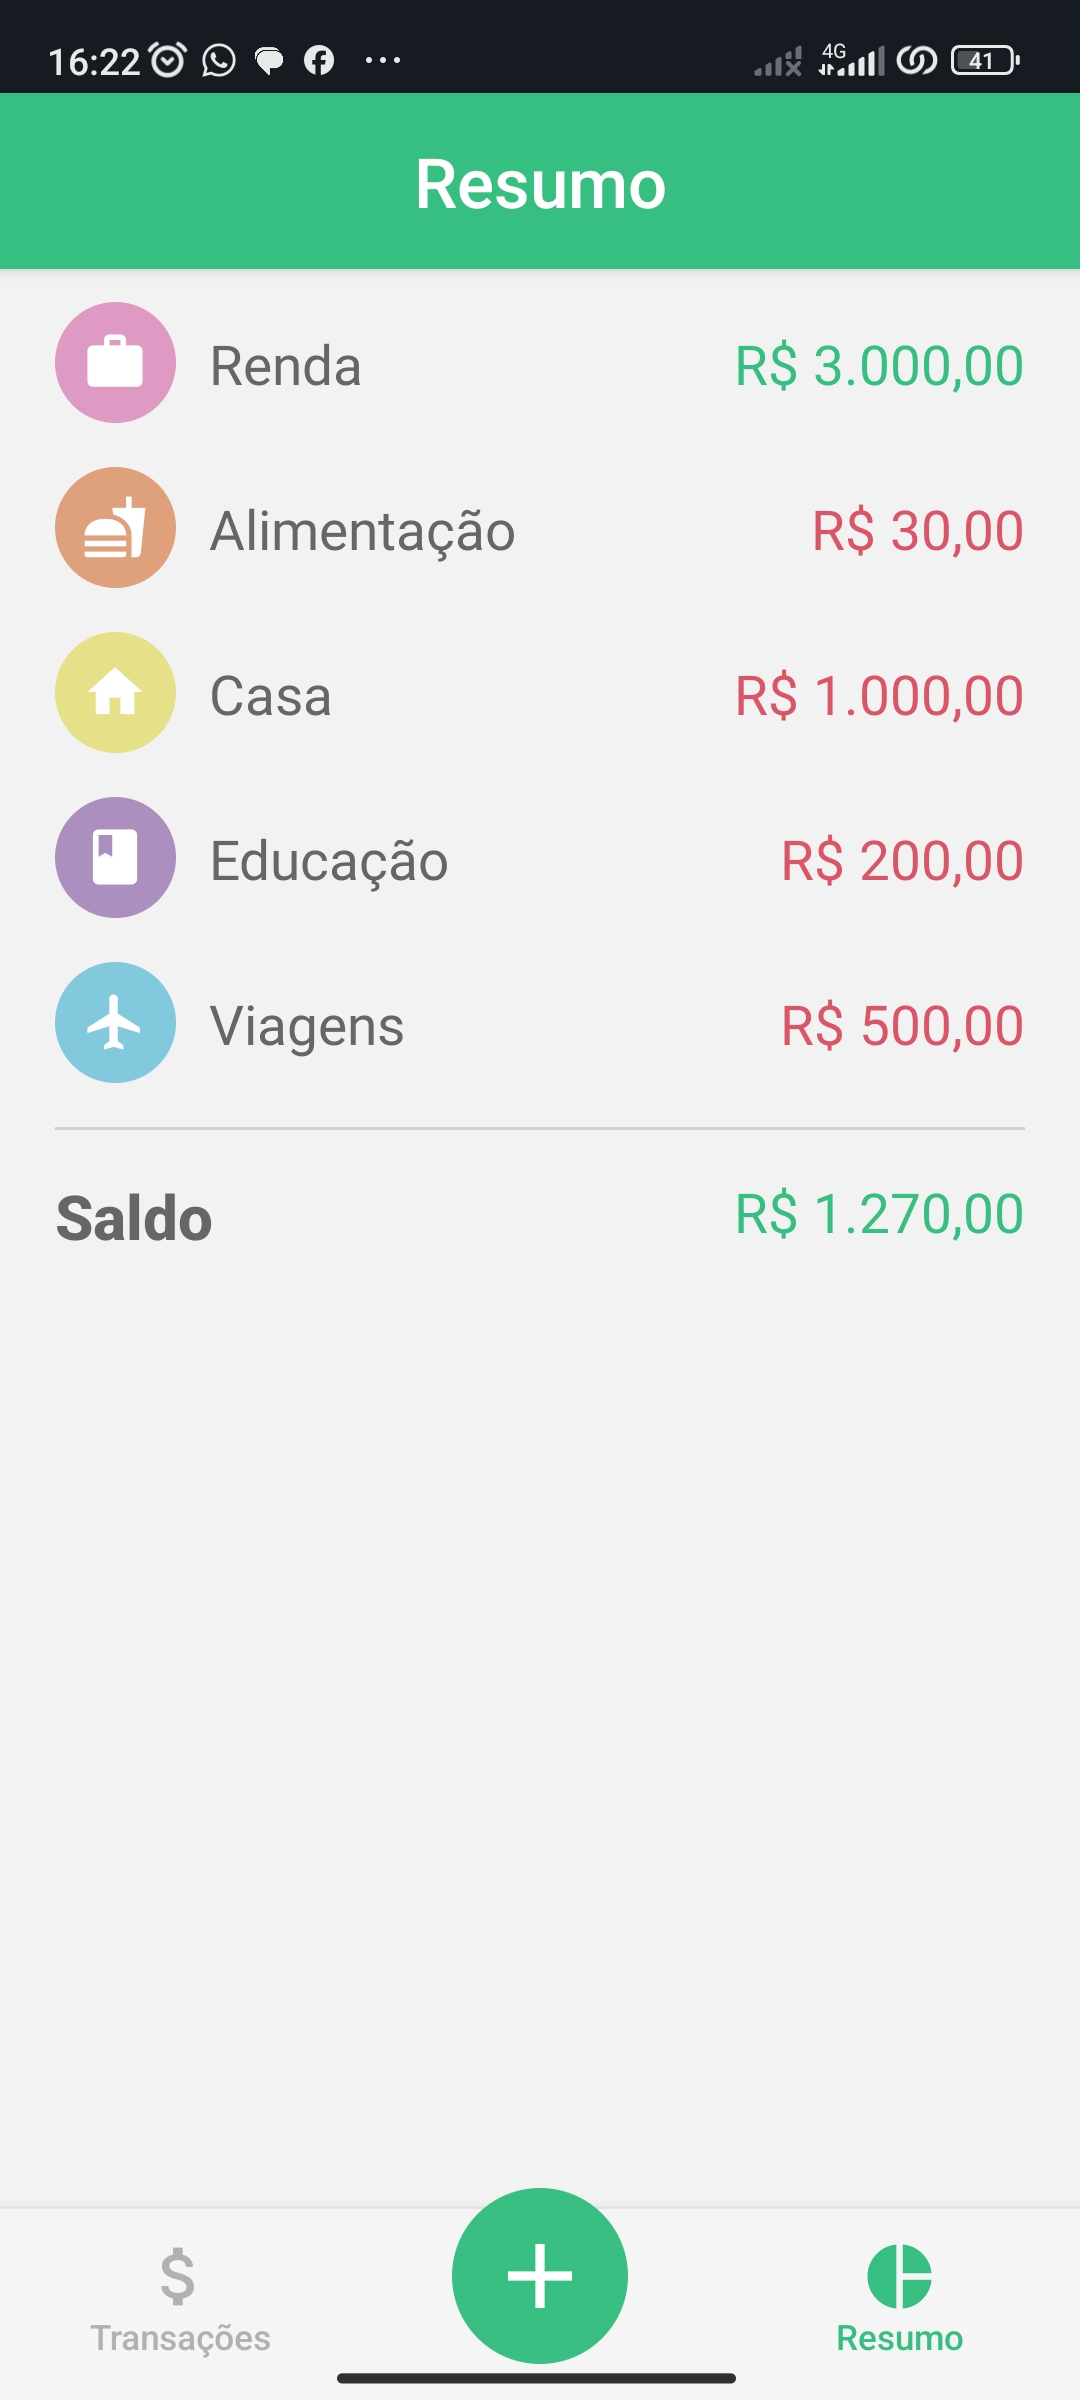 16:22
4G
41
Resumo
Renda R$ 3.000,00
Alimentação R$ 30,00
Casa R$ 1.000,00
Educação R$ 200,00
Viagens R$ 500,00
Saldo R$ 1.270,00
Transações
Resumo